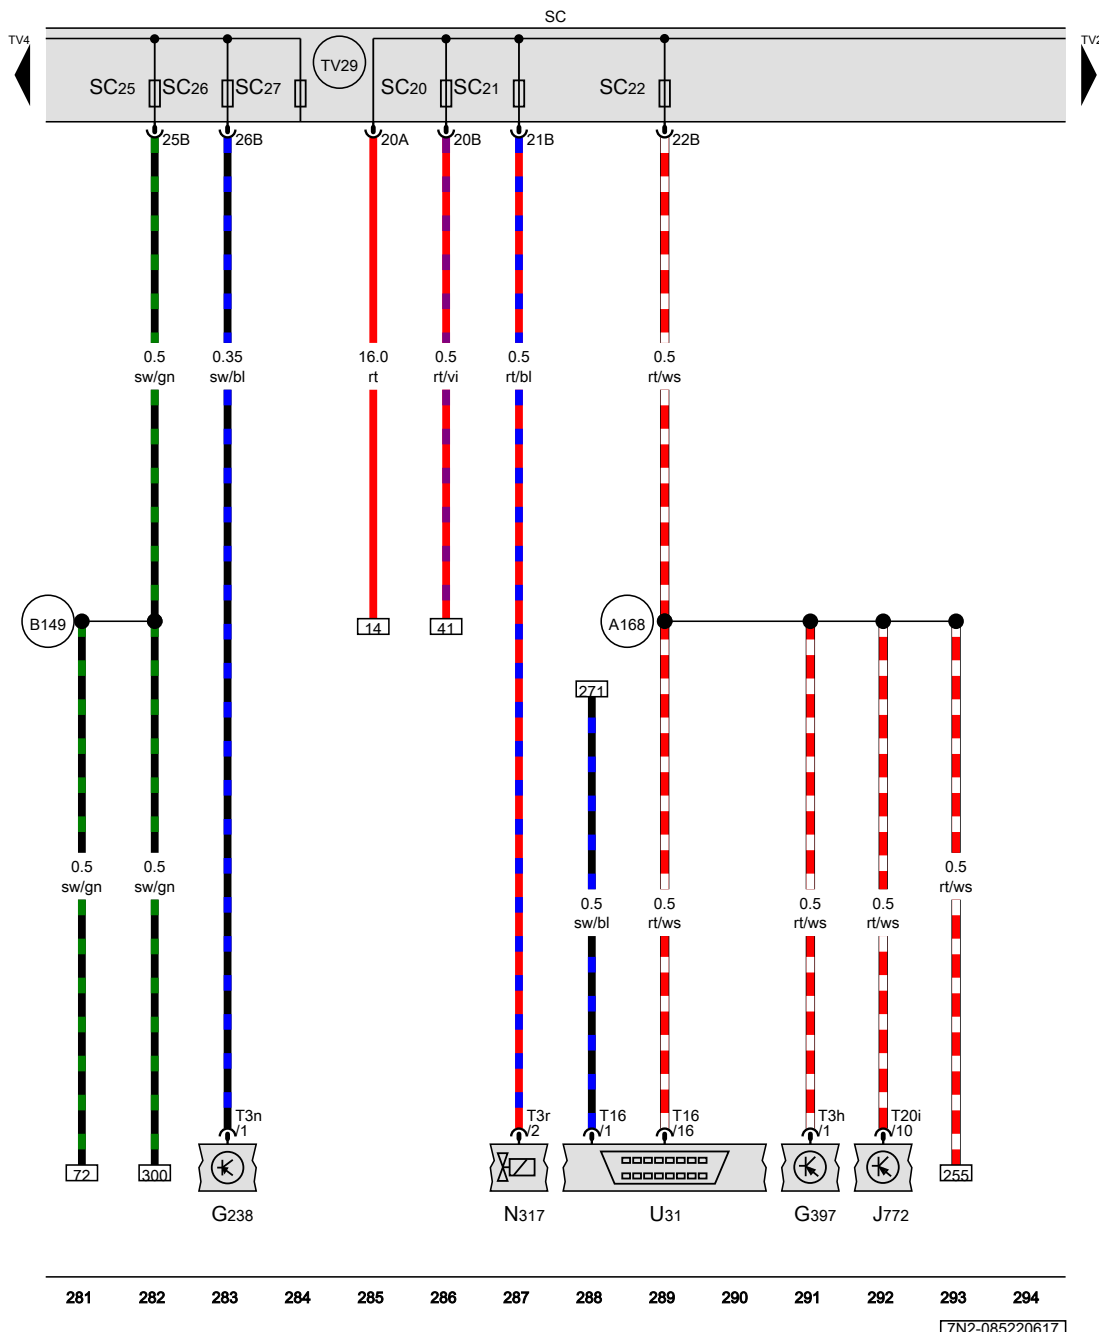 SC
TV4
TV2
TV29
SC25 SC26 SC27 SC20 SC21 SC22
25B 26B 20A 20B 21B 22B
0.5 0.35 16.0 0.5 0.5 0.5
sw/gn sw/bl rt rt/vi rt/bl rt/ws
B149 14 41 A168
271
0.5 0.5 0.5
sw/gn sw/gn rt/ws
0.5 0.5 0.5 0.5
sw/bl rt/ws rt/ws rt/ws
T3n T3r T16 T16 T3h T20i
/1 /2 /1 /16 /1 /10
72 300 255
G238 N317 U31 G397 J772
281 282 283 284 285 286 287 288 289 290 291 292 293 294
7N2-085220617